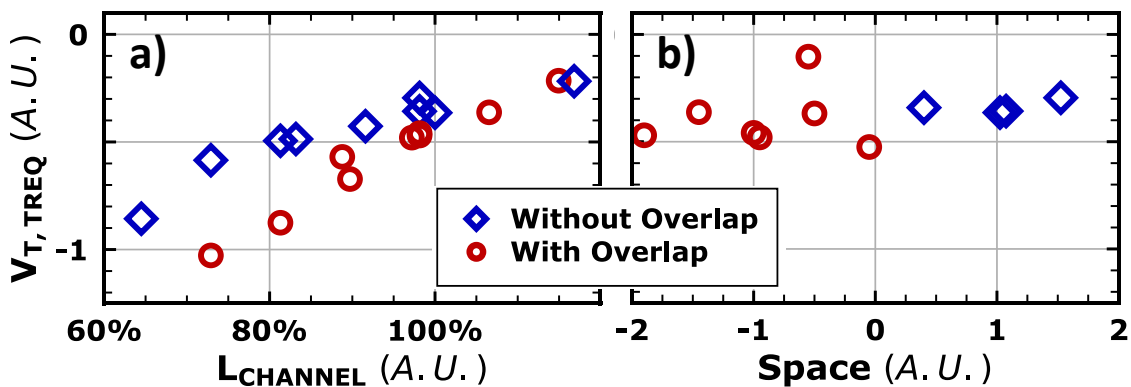 V_T, TREQ (A.U.)
0
-1
a)
b)
Without Overlap
With Overlap
60% 80% 100%
-2 -1 0 1 2
L_CHANNEL (A.U.)
Space (A.U.)